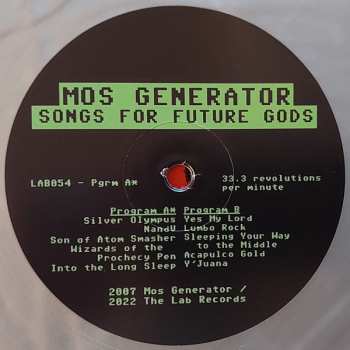 MOS GENERATOR
SONGS FOR FUTURE GODS
LAB054 - Pgrm A*
33.3 revolutions
per minute
Program A*
Silver Olympus
NandU
Son of Atom Smasher
Wizards of the
Prochecy Pen
Into the Long Sleep
Program B
Yes My Lord
Lumbo Rock
Sleeping Your Way
to the Middle
Acapulco Gold
Y'Juana
2007 Mos Generator /
2022 The Lab Records